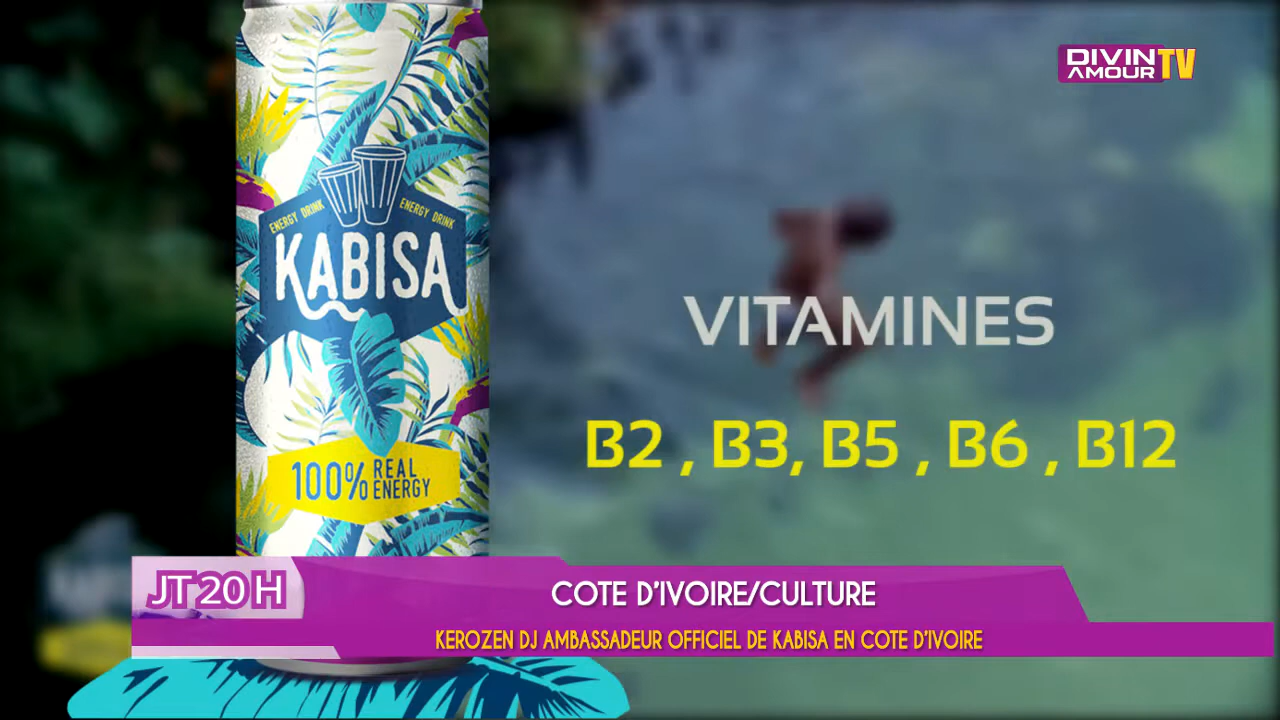 DIVIN
AMOUR TV
ENERGY DRINK
ENERGY DRINK
KABISA
VITAMINES
B2 , B3, B5 , B6 , B12
100% REAL
ENERGY
JT 20 H
COTE D'IVOIRE/CULTURE
KEROZEN DJ AMBASSADEUR OFFICIEL DE KABISA EN COTE D'IVOIRE